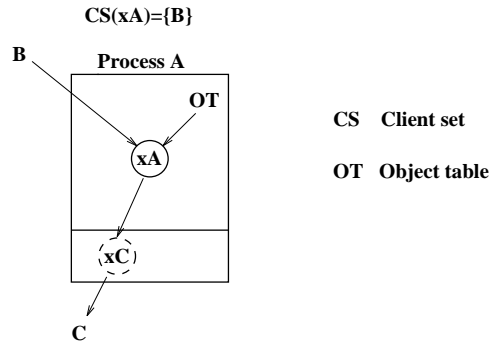 CS(xA)={B}
B
Process A
OT
CS Client set
xA
OT Object table
xC
C